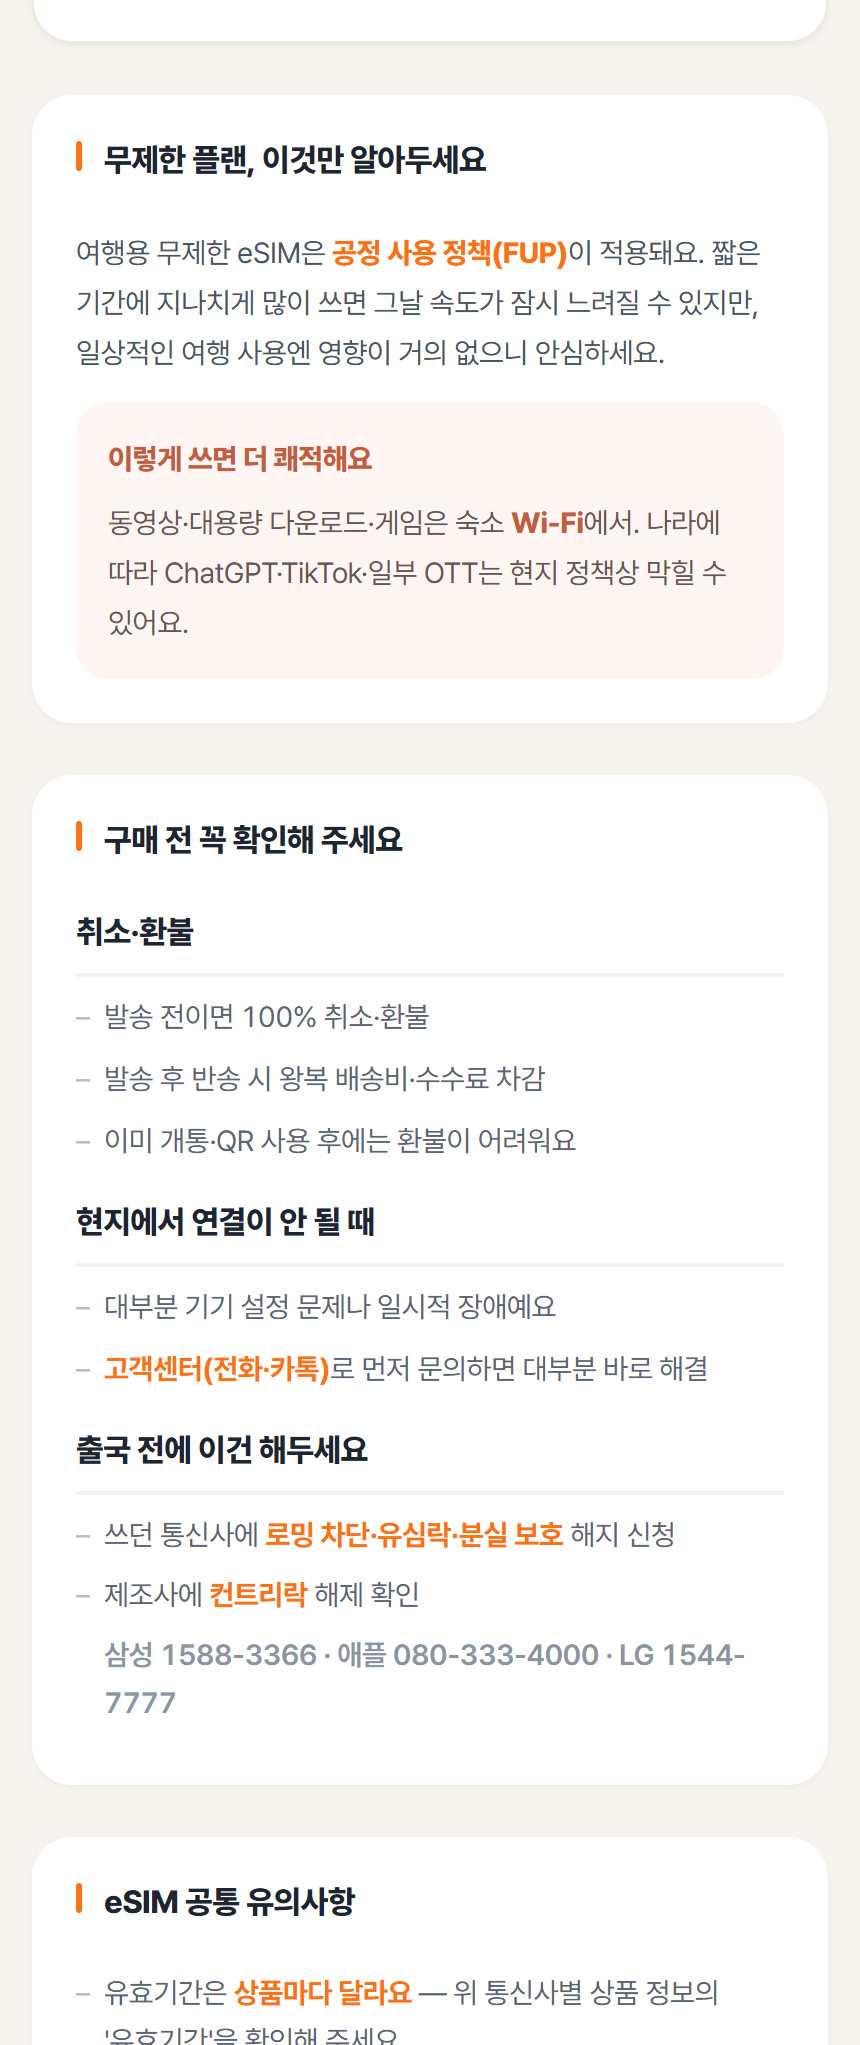 무제한 플랜, 이것만 알아두세요
여행용 무제한 eSIM은 공정 사용 정책(FUP)이 적용돼요. 짧은
기간에 지나치게 많이 쓰면 그날 속도가 잠시 느려질 수 있지만,
일상적인 여행 사용엔 영향이 거의 없으니 안심하세요.
이렇게 쓰면 더 쾌적해요
동영상·대용량 다운로드·게임은 숙소 Wi-Fi에서. 나라에
따라 ChatGPT·TikTok·일부 OTT는 현지 정책상 막힐 수
있어요.
구매 전 꼭 확인해 주세요
취소·환불
– 발송 전이면 100% 취소·환불
– 발송 후 반송 시 왕복 배송비·수수료 차감
– 이미 개통·QR 사용 후에는 환불이 어려워요
현지에서 연결이 안 될 때
– 대부분 기기 설정 문제나 일시적 장애예요
– 고객센터(전화·카톡)로 먼저 문의하면 대부분 바로 해결
출국 전에 이건 해두세요
– 쓰던 통신사에 로밍 차단·유심락·분실 보호 해지 신청
– 제조사에 컨트리락 해제 확인
삼성 1588-3366 · 애플 080-333-4000 · LG 1544-
7777
eSIM 공통 유의사항
– 유효기간은 상품마다 달라요 — 위 통신사별 상품 정보의
'유효기간'을 확인해 주세요